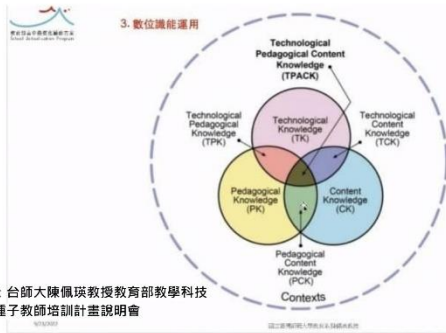 3. 數位識能運用
School Actualization Program
Technological
Pedagogical Content
Knowledge
(TPACK)
Technological
Pedagogical
Knowledge
(TPK)
Technological
Knowledge
(TK)
Technological
Content
Knowledge
(TCK)
Pedagogical
Knowledge
(PK)
Content
Knowledge
(CK)
Pedagogical
Content
Knowledge
(PCK)
Contexts
: 台師大陳佩瑛教授教育部教學科技
種子教師培訓計畫說明會